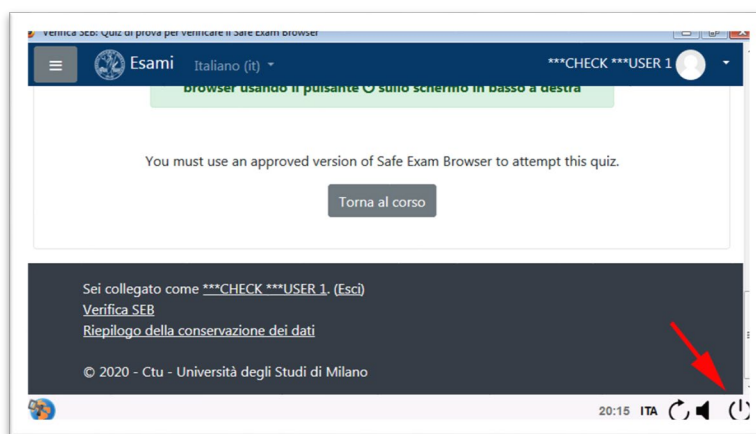 Verifica SEB: Quiz di prova per verificare il Safe Exam Browser
Esami Italiano (it) ***CHECK ***USER 1
browser usando il pulsante sullo schermo in basso a destra
You must use an approved version of Safe Exam Browser to attempt this quiz.
Torna al corso
Sei collegato come ***CHECK ***USER 1. (Esci)
Verifica SEB
Riepilogo della conservazione dei dati
© 2020 - Ctu - Università degli Studi di Milano
20:15 ITA